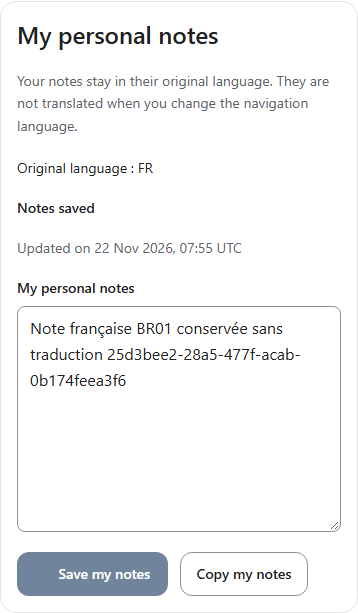 My personal notes
Your notes stay in their original language. They are
not translated when you change the navigation
language.
Original language : FR
Notes saved
Updated on 22 Nov 2026, 07:55 UTC
My personal notes
Note française BR01 conservée sans
traduction 25d3bee2-28a5-477f-acab-
0b174feea3f6
Save my notes
Copy my notes